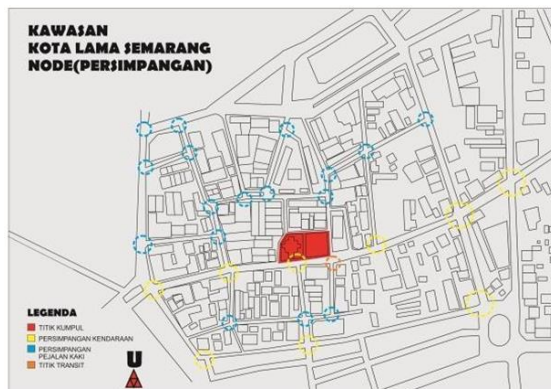 KAWASAN
KOTA LAMA SEMARANG
NODE(PERSIMPANGAN)
LEGENDA
TITIK KUMPUL
PERSIMPANGAN KENDARAAN
PERSIMPANGAN
PEJALAN KAKI
TITIK TRANSIT
U